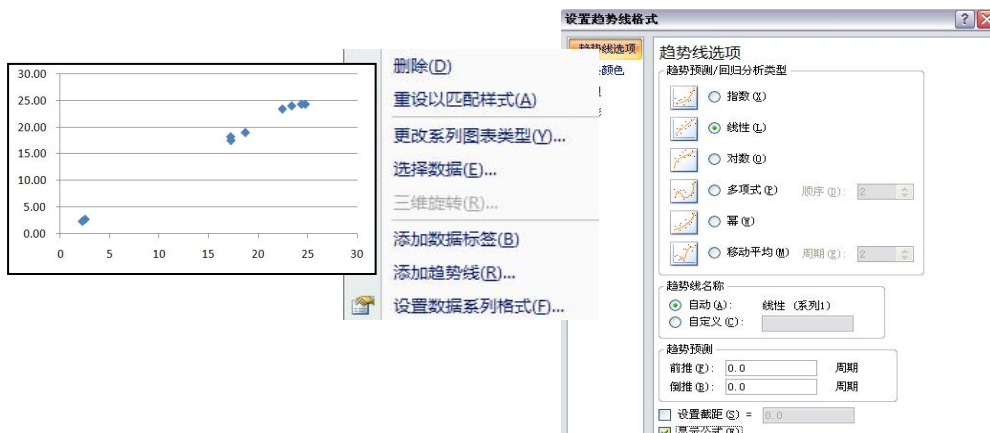 30.00
25.00
20.00
15.00
10.00
5.00
0.00
0 5 10 15 20 25 30
删除(D)
重设以匹配样式(A)
更改系列图表类型(Y)...
选择数据(E)...
三维旋转(R)...
添加数据标签(B)
添加趋势线(R)...
设置数据系列格式(F)...
设置趋势线格式
趋势线选项
颜色
趋势线选项
趋势预测/回归分析类型
指数(X)
线性(L)
对数(O)
多项式(P) 顺序(D): 2
幂(W)
移动平均(M) 周期(E): 2
趋势线名称
自动(A): 线性 (系列1)
自定义(C):
趋势预测
前推(F): 0.0 周期
倒推(B): 0.0 周期
设置截距(S) = 0.0
显示公式(E)